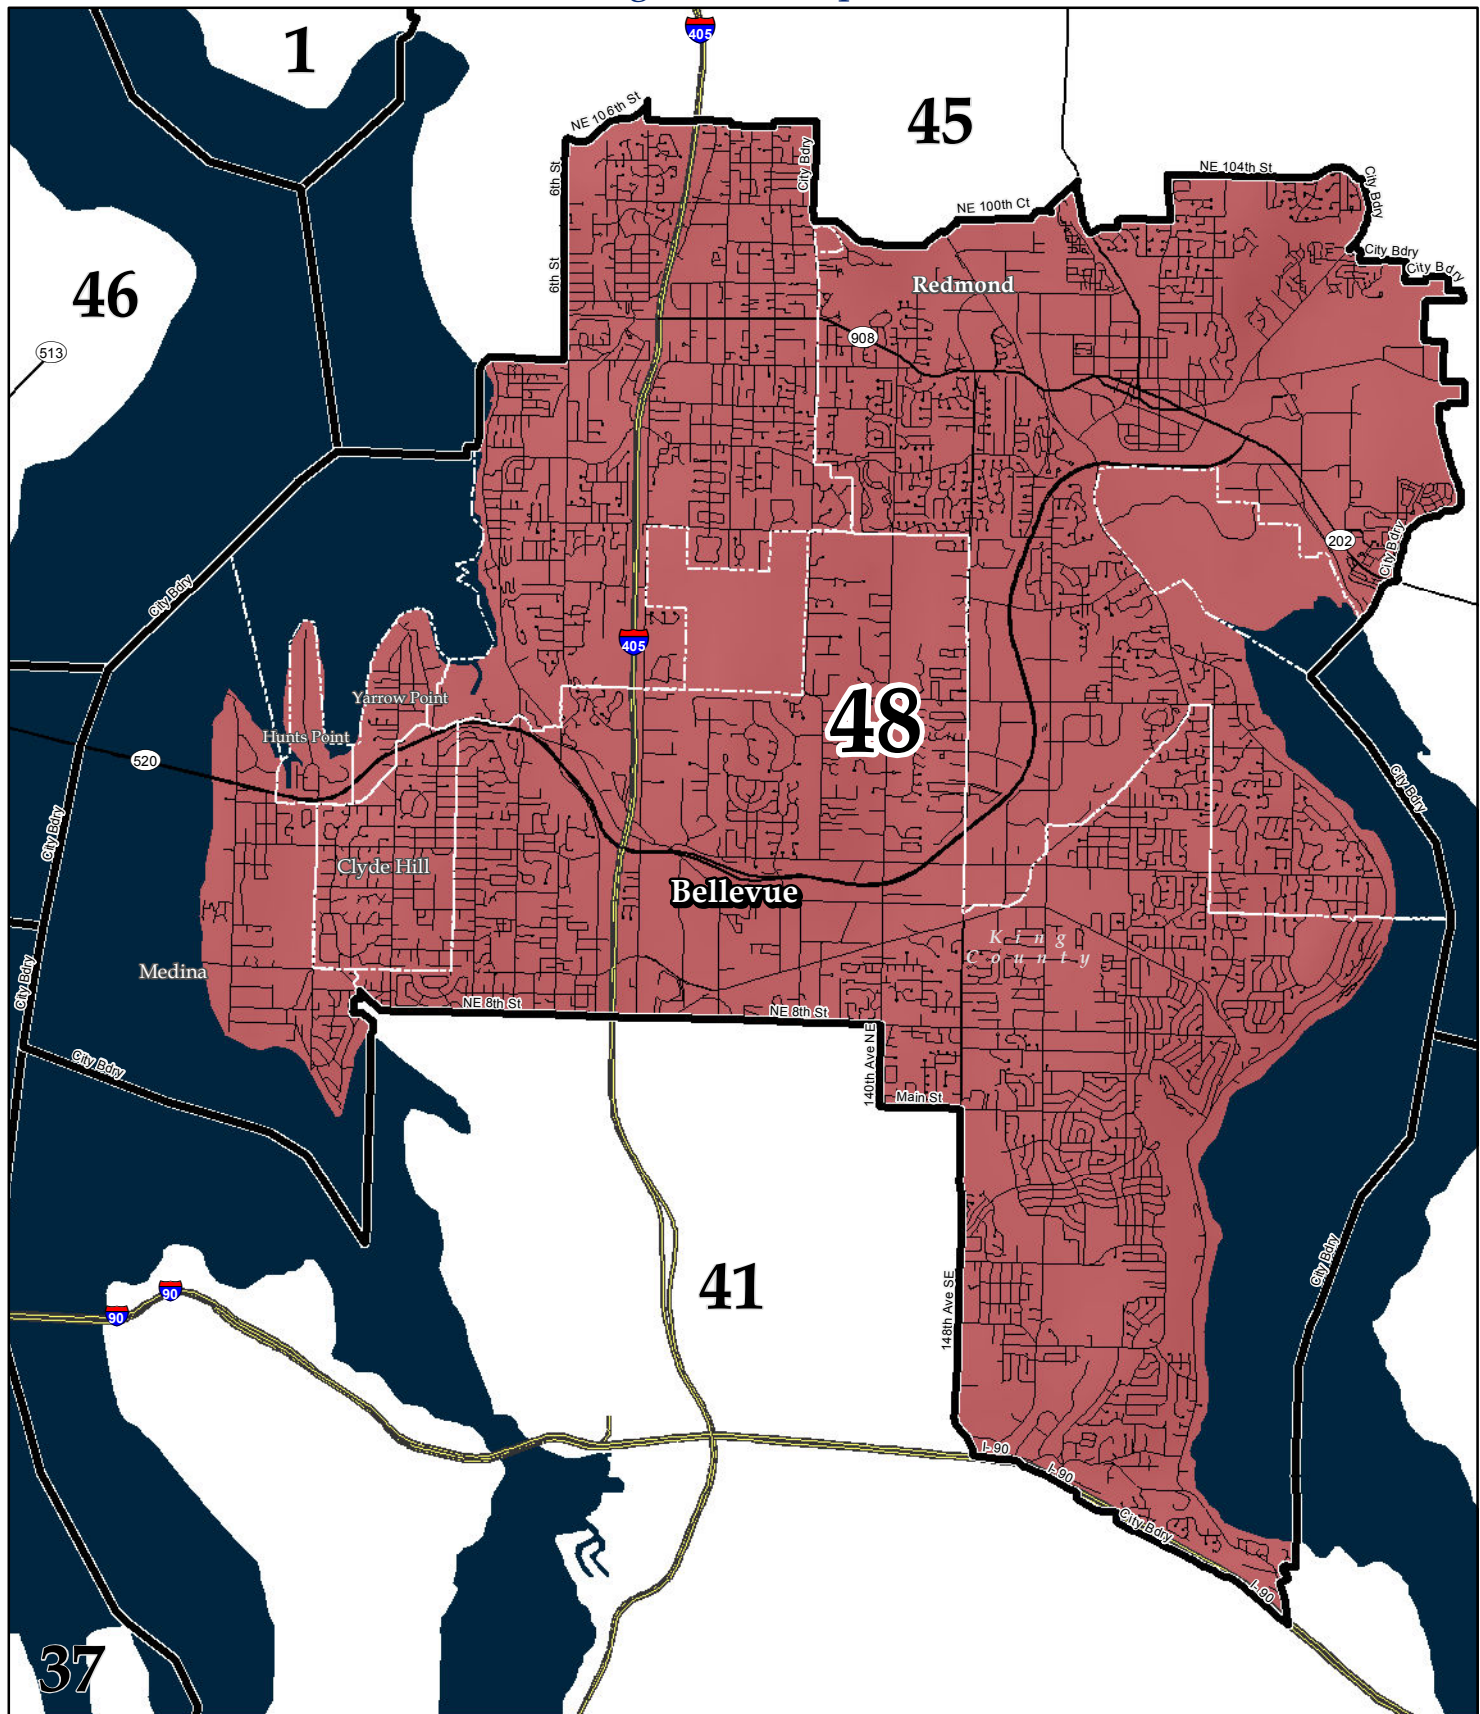 405
1
NE 106th St
45
City Bdry
6th St
NE 104th St
City Bdry
NE 100th Ct
6th St
City Bdry
City Bdry
46
Redmond
513
908
202
City Bdry
City Bdry
405
Yarrow Point
48
Hunts Point
520
City Bdry
City Bdry
Clyde Hill
Bellevue
King
County
Medina
City Bdry
NE 8th St
NE 8th St
City Bdry
140th Ave NE
Main St
City Bdry
41
90
90
148th Ave SE
I-90
I-90
City Bdry
I-90
37